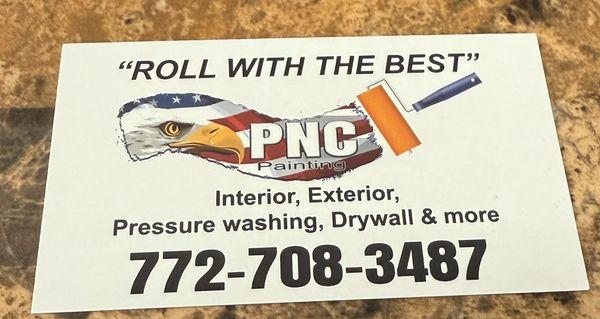 “ROLL WITH THE BEST”
PNC
Painting
Interior, Exterior,
Pressure washing, Drywall & more
772-708-3487